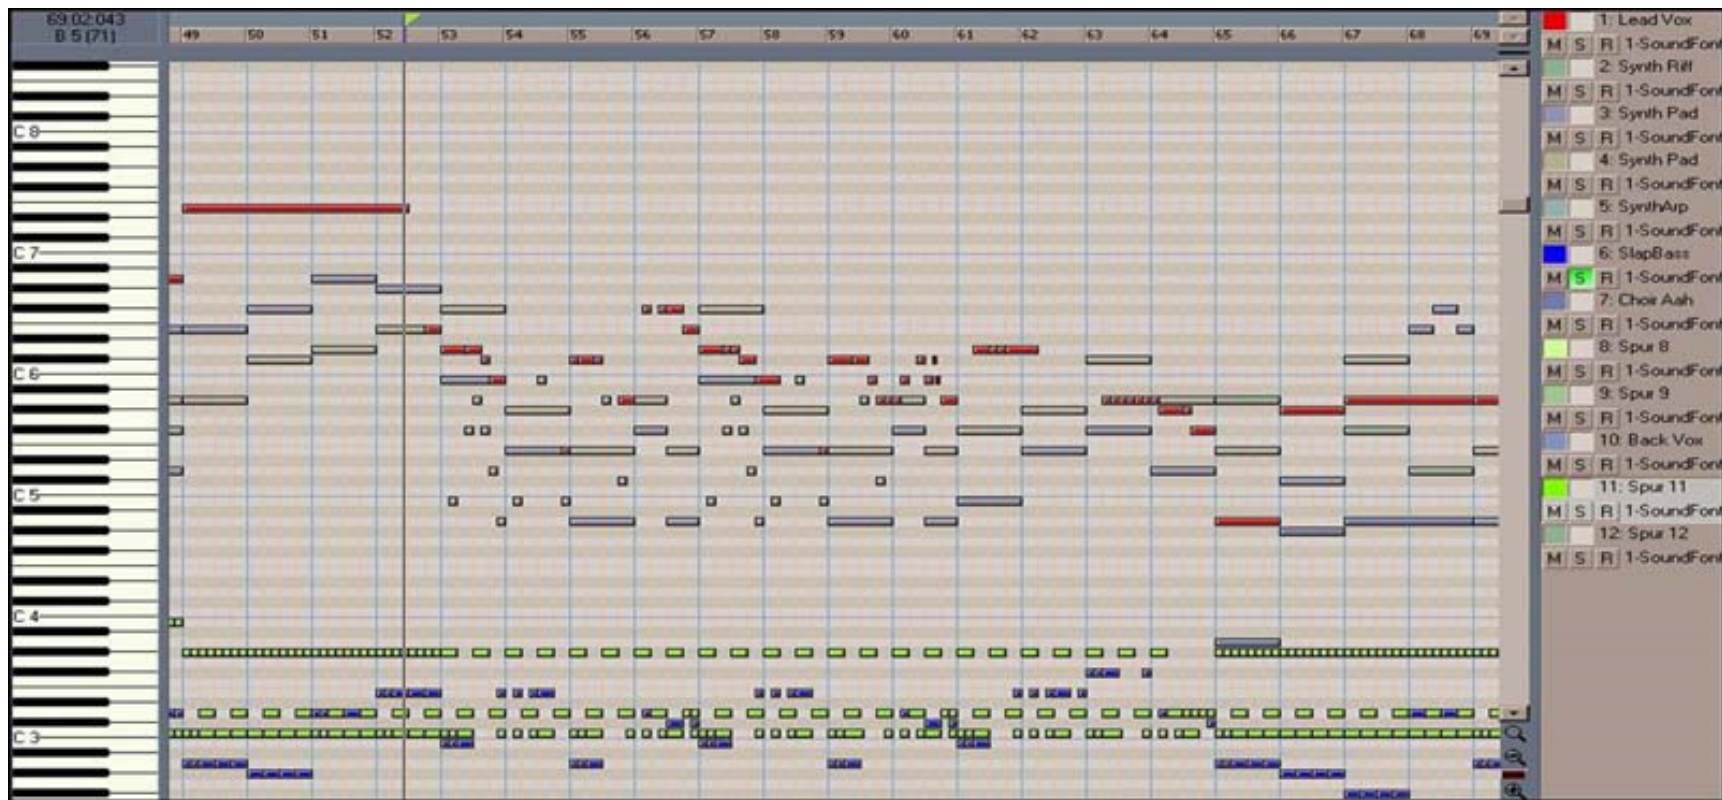 69:02:043
B 5 (71)
49 50 51 52 53 54 55 56 57 58 59 60 61 62 63 64 65 66 67 68 69
C 8
C 7
C 6
C 5
C 4
C 3
1: Lead Vox
M S R 1-SoundFont
2: Synth Riff
M S R 1-SoundFont
3: Synth Pad
M S R 1-SoundFont
4: Synth Pad
M S R 1-SoundFont
5: SynthArp
M S R 1-SoundFont
6: SlapBass
M S R 1-SoundFont
7: Choir Aah
M S R 1-SoundFont
8: Spur 8
M S R 1-SoundFont
9: Spur 9
M S R 1-SoundFont
10: Back Vox
M S R 1-SoundFont
11: Spur 11
M S R 1-SoundFont
12: Spur 12
M S R 1-SoundFont